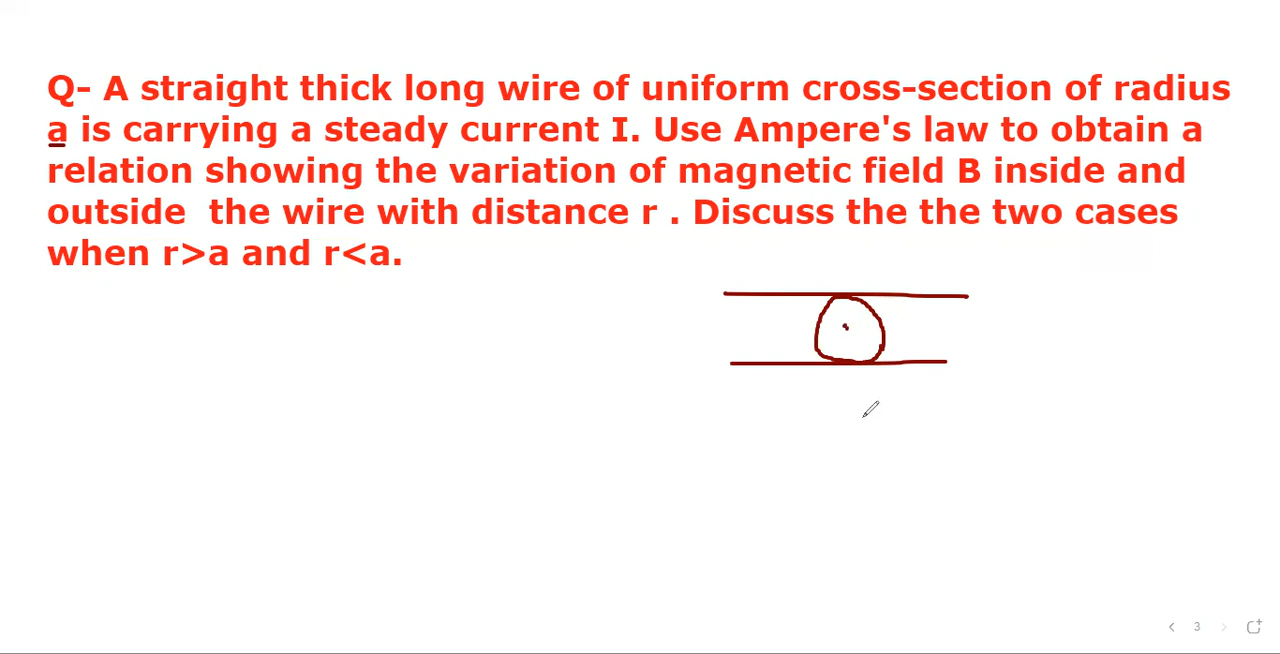 Q- A straight thick long wire of uniform cross-section of radius
a is carrying a steady current I. Use Ampere's law to obtain a
relation showing the variation of magnetic field B inside and
outside  the wire with distance r . Discuss the the two cases
when r>a and r<a.
3